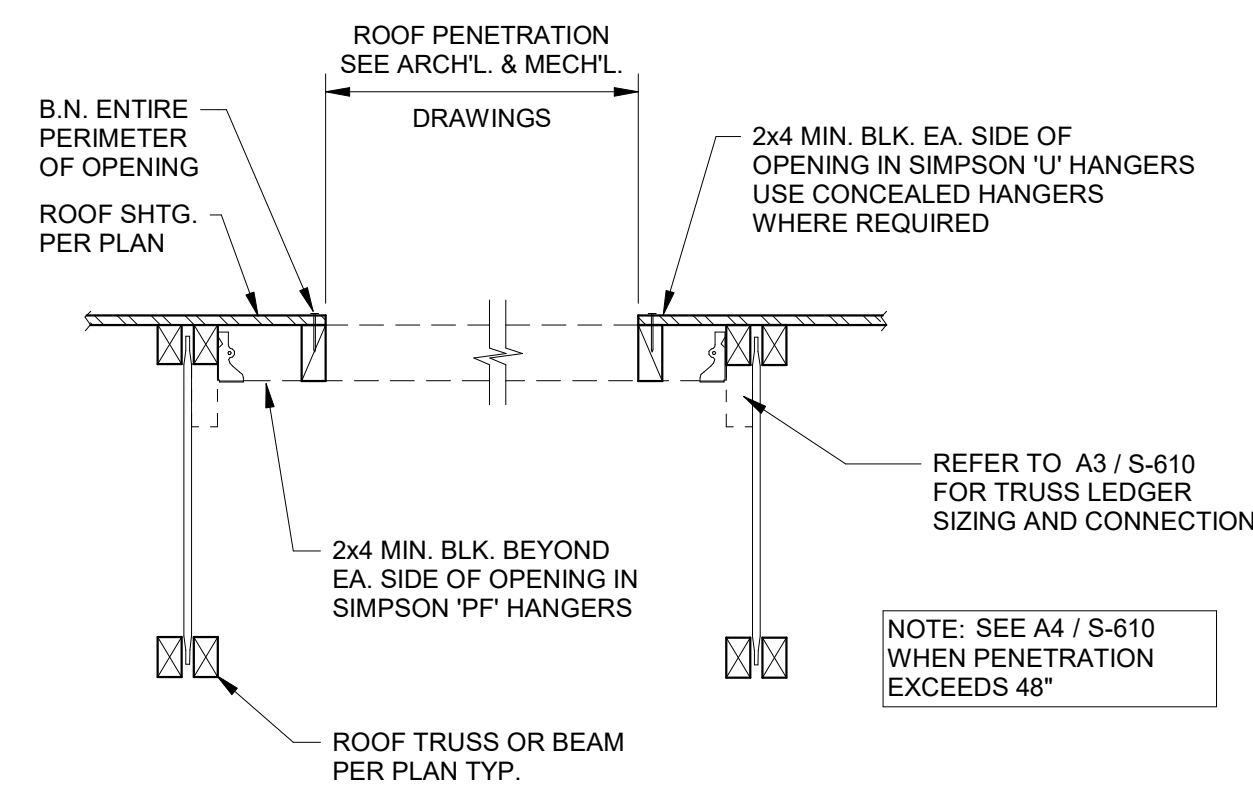 ROOF PENETRATION
SEE ARCH'L. & MECH'L.
DRAWINGS
B.N. ENTIRE
PERIMETER
OF OPENING
ROOF SHTG.
PER PLAN
2x4 MIN. BLK. EA. SIDE OF
OPENING IN SIMPSON 'U' HANGERS
USE CONCEALED HANGERS
WHERE REQUIRED
REFER TO A3 / S-610
FOR TRUSS LEDGER
SIZING AND CONNECTION
2x4 MIN. BLK. BEYOND
EA. SIDE OF OPENING IN
SIMPSON 'PF' HANGERS
NOTE: SEE A4 / S-610
WHEN PENETRATION
EXCEEDS 48"
ROOF TRUSS OR BEAM
PER PLAN TYP.